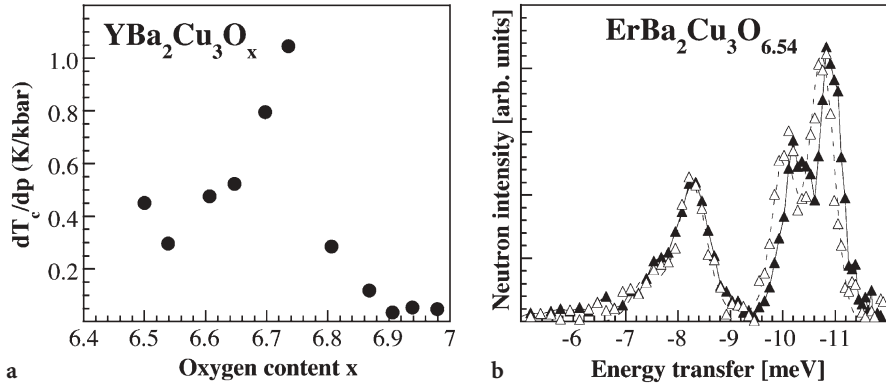 YBa₂Cu₃Oₓ
dT_c/dp (K/kbar)
1.0
0.8
0.6
0.4
0.2
6.4 6.5 6.6 6.7 6.8 6.9 7
Oxygen content x
a
ErBa₂Cu₃O₆.₅₄
Neutron intensity [arb. units]
-6 -7 -8 -9 -10 -11
Energy transfer [meV]
b